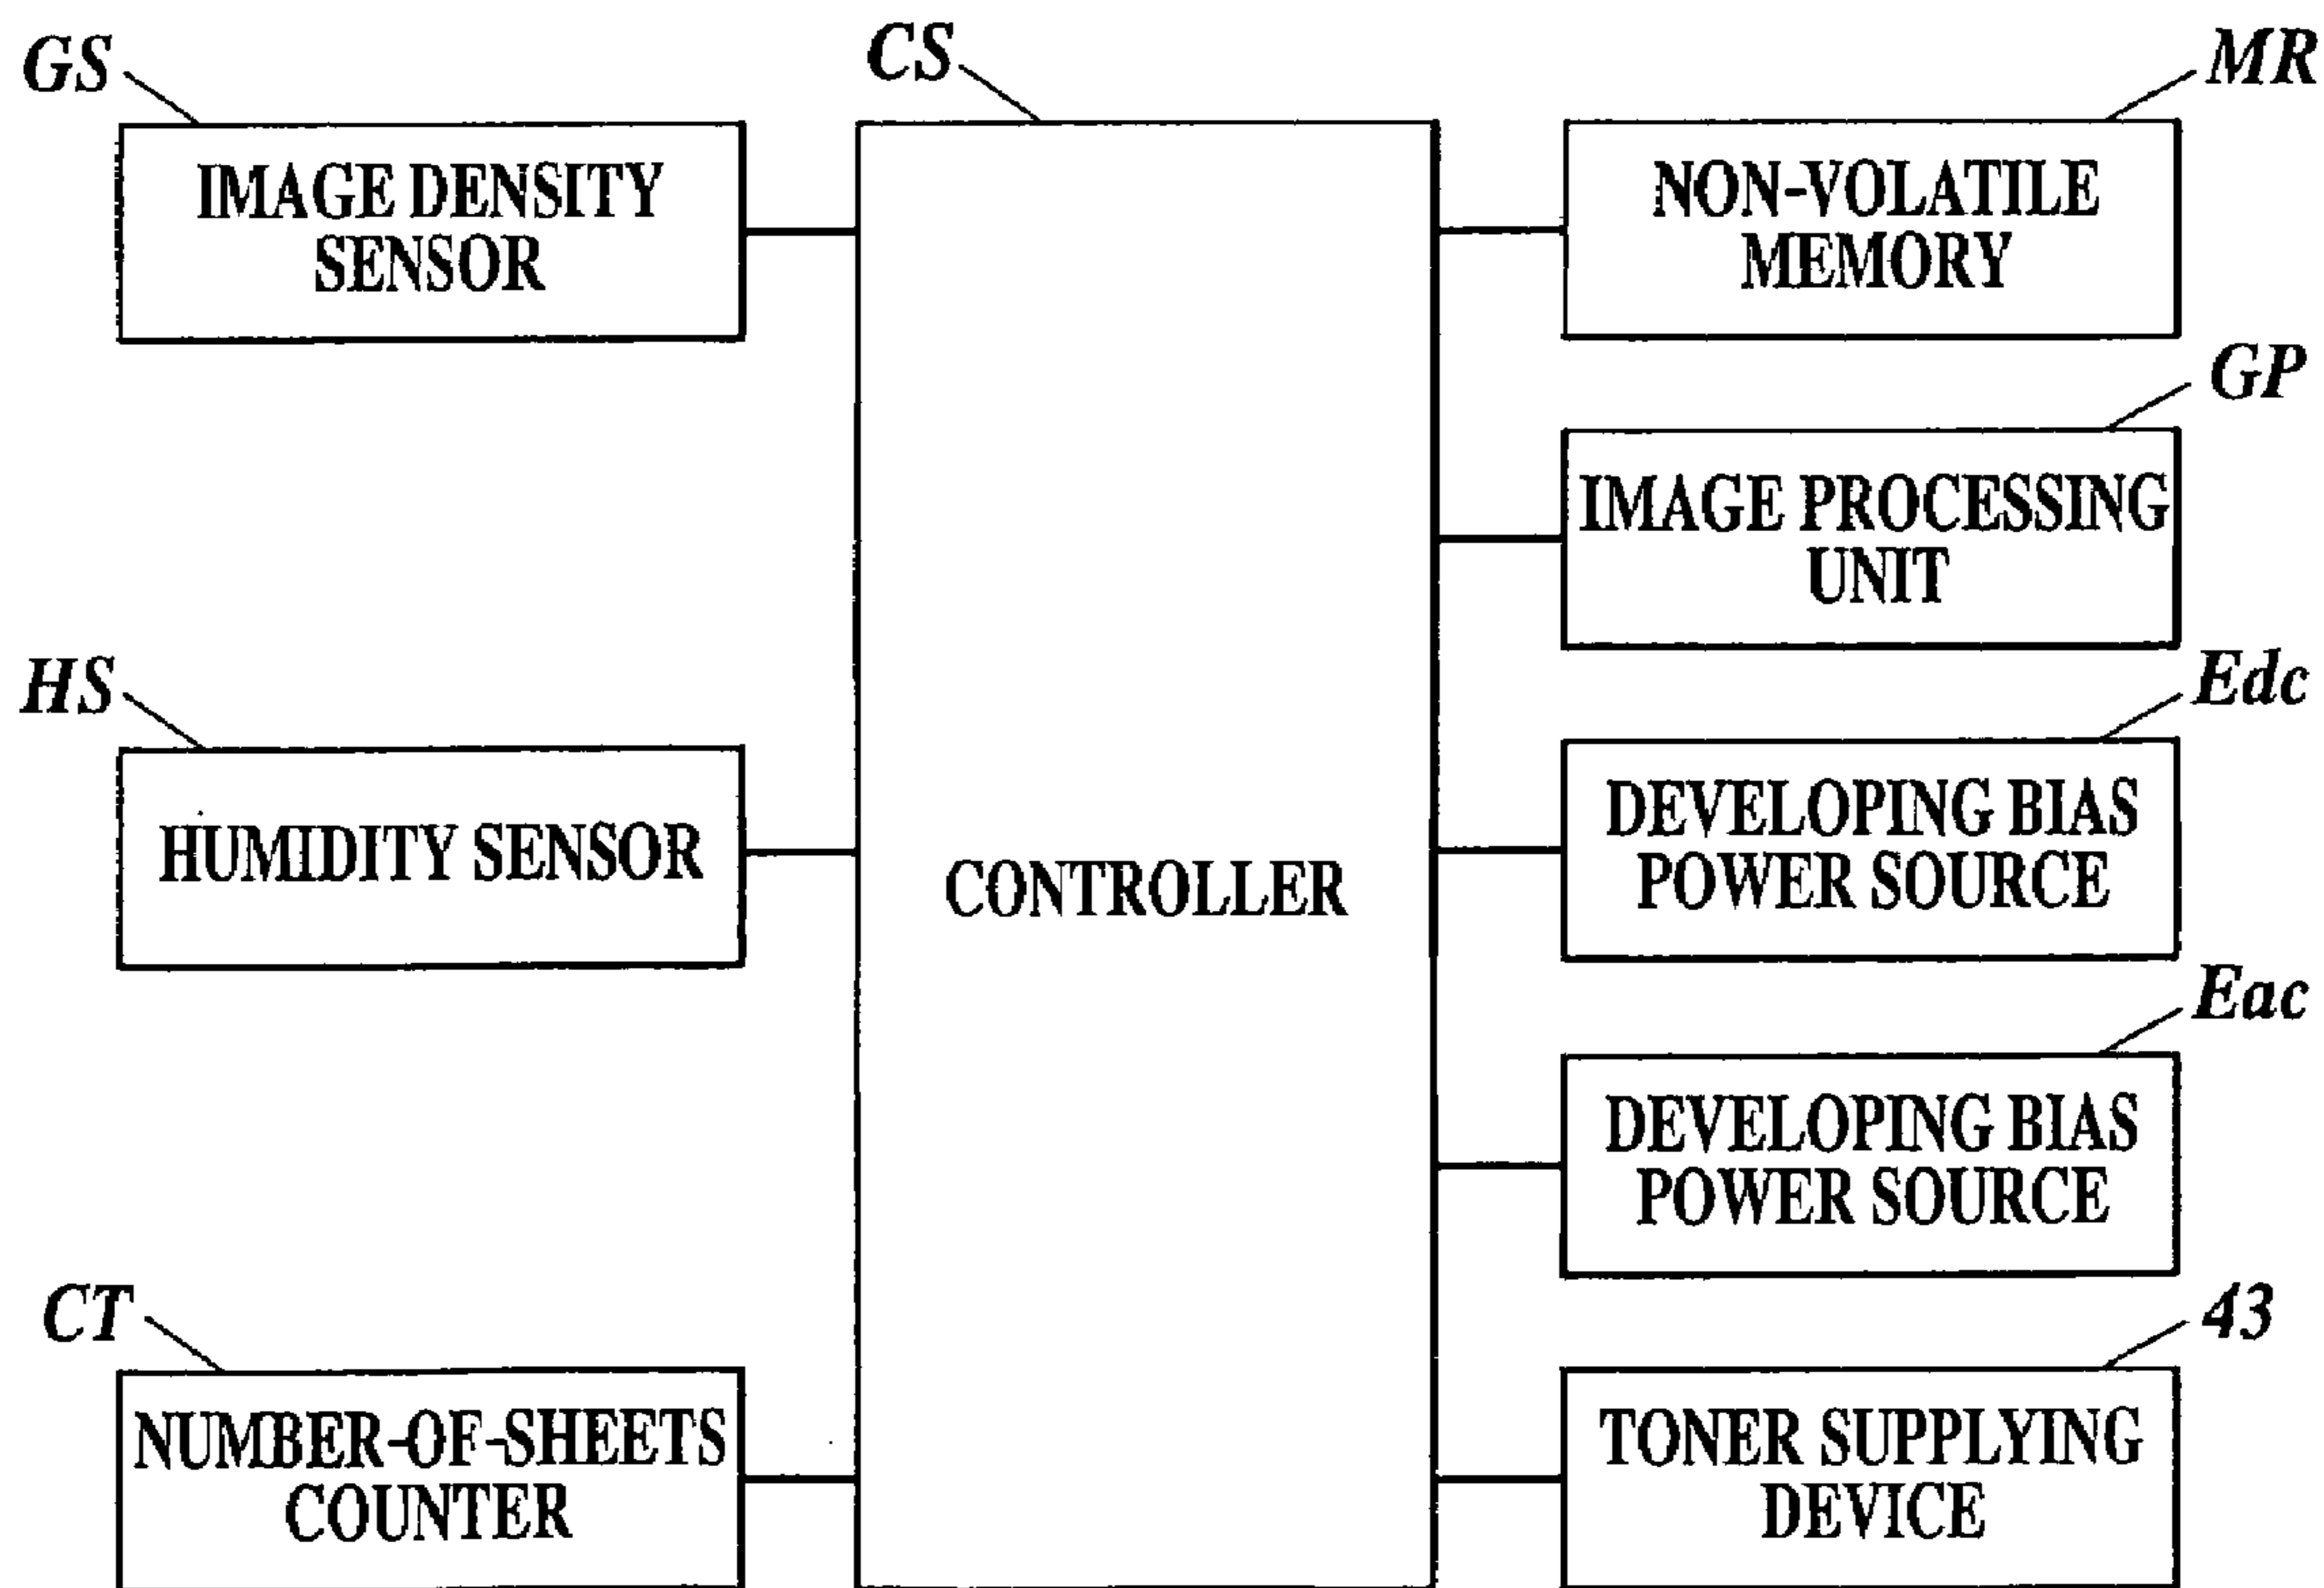 GS
IMAGE DENSITY
SENSOR
HS
HUMIDITY SENSOR
CT
NUMBER-OF-SHEETS
COUNTER
CS
CONTROLLER
MR
NON-VOLATILE
MEMORY
GP
IMAGE PROCESSING
UNIT
Edc
DEVELOPING BIAS
POWER SOURCE
Eac
DEVELOPING BIAS
POWER SOURCE
43
TONER SUPPLYING
DEVICE